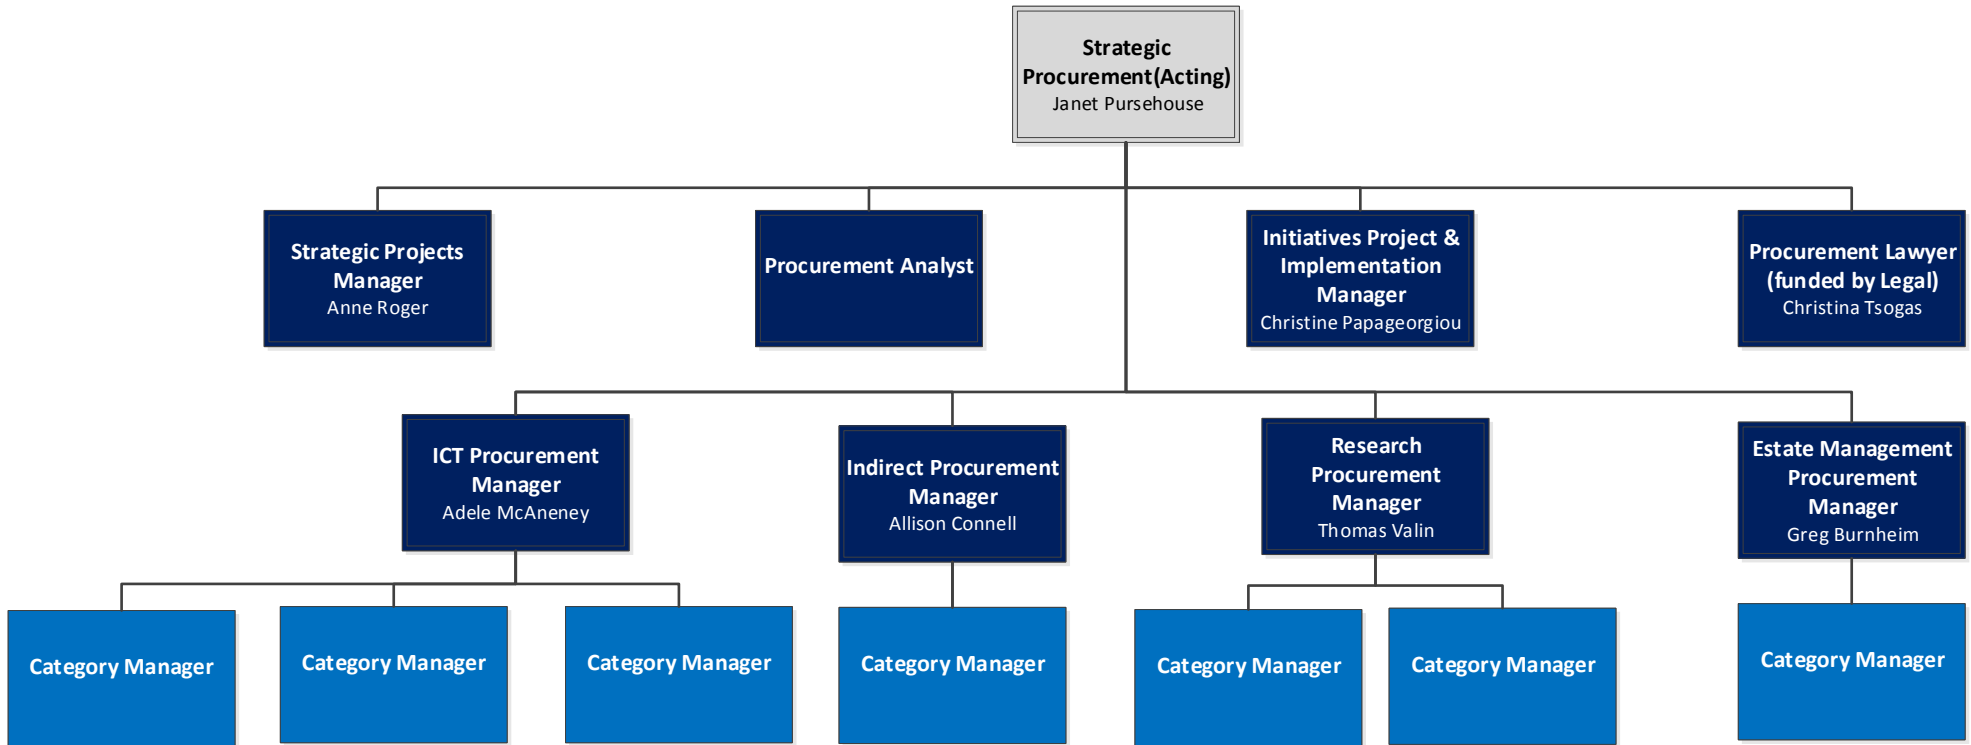 Strategic
Procurement(Acting)
Janet Pursehouse
Strategic Projects
Manager
Anne Roger
Procurement Analyst
Initiatives Project &
Implementation
Manager
Christine Papageorgiou
Procurement Lawyer
(funded by Legal)
Christina Tsogas
ICT Procurement
Manager
Adele McAneney
Indirect Procurement
Manager
Allison Connell
Research
Procurement
Manager
Thomas Valin
Estate Management
Procurement
Manager
Greg Burnheim
Category Manager
Category Manager
Category Manager
Category Manager
Category Manager
Category Manager
Category Manager